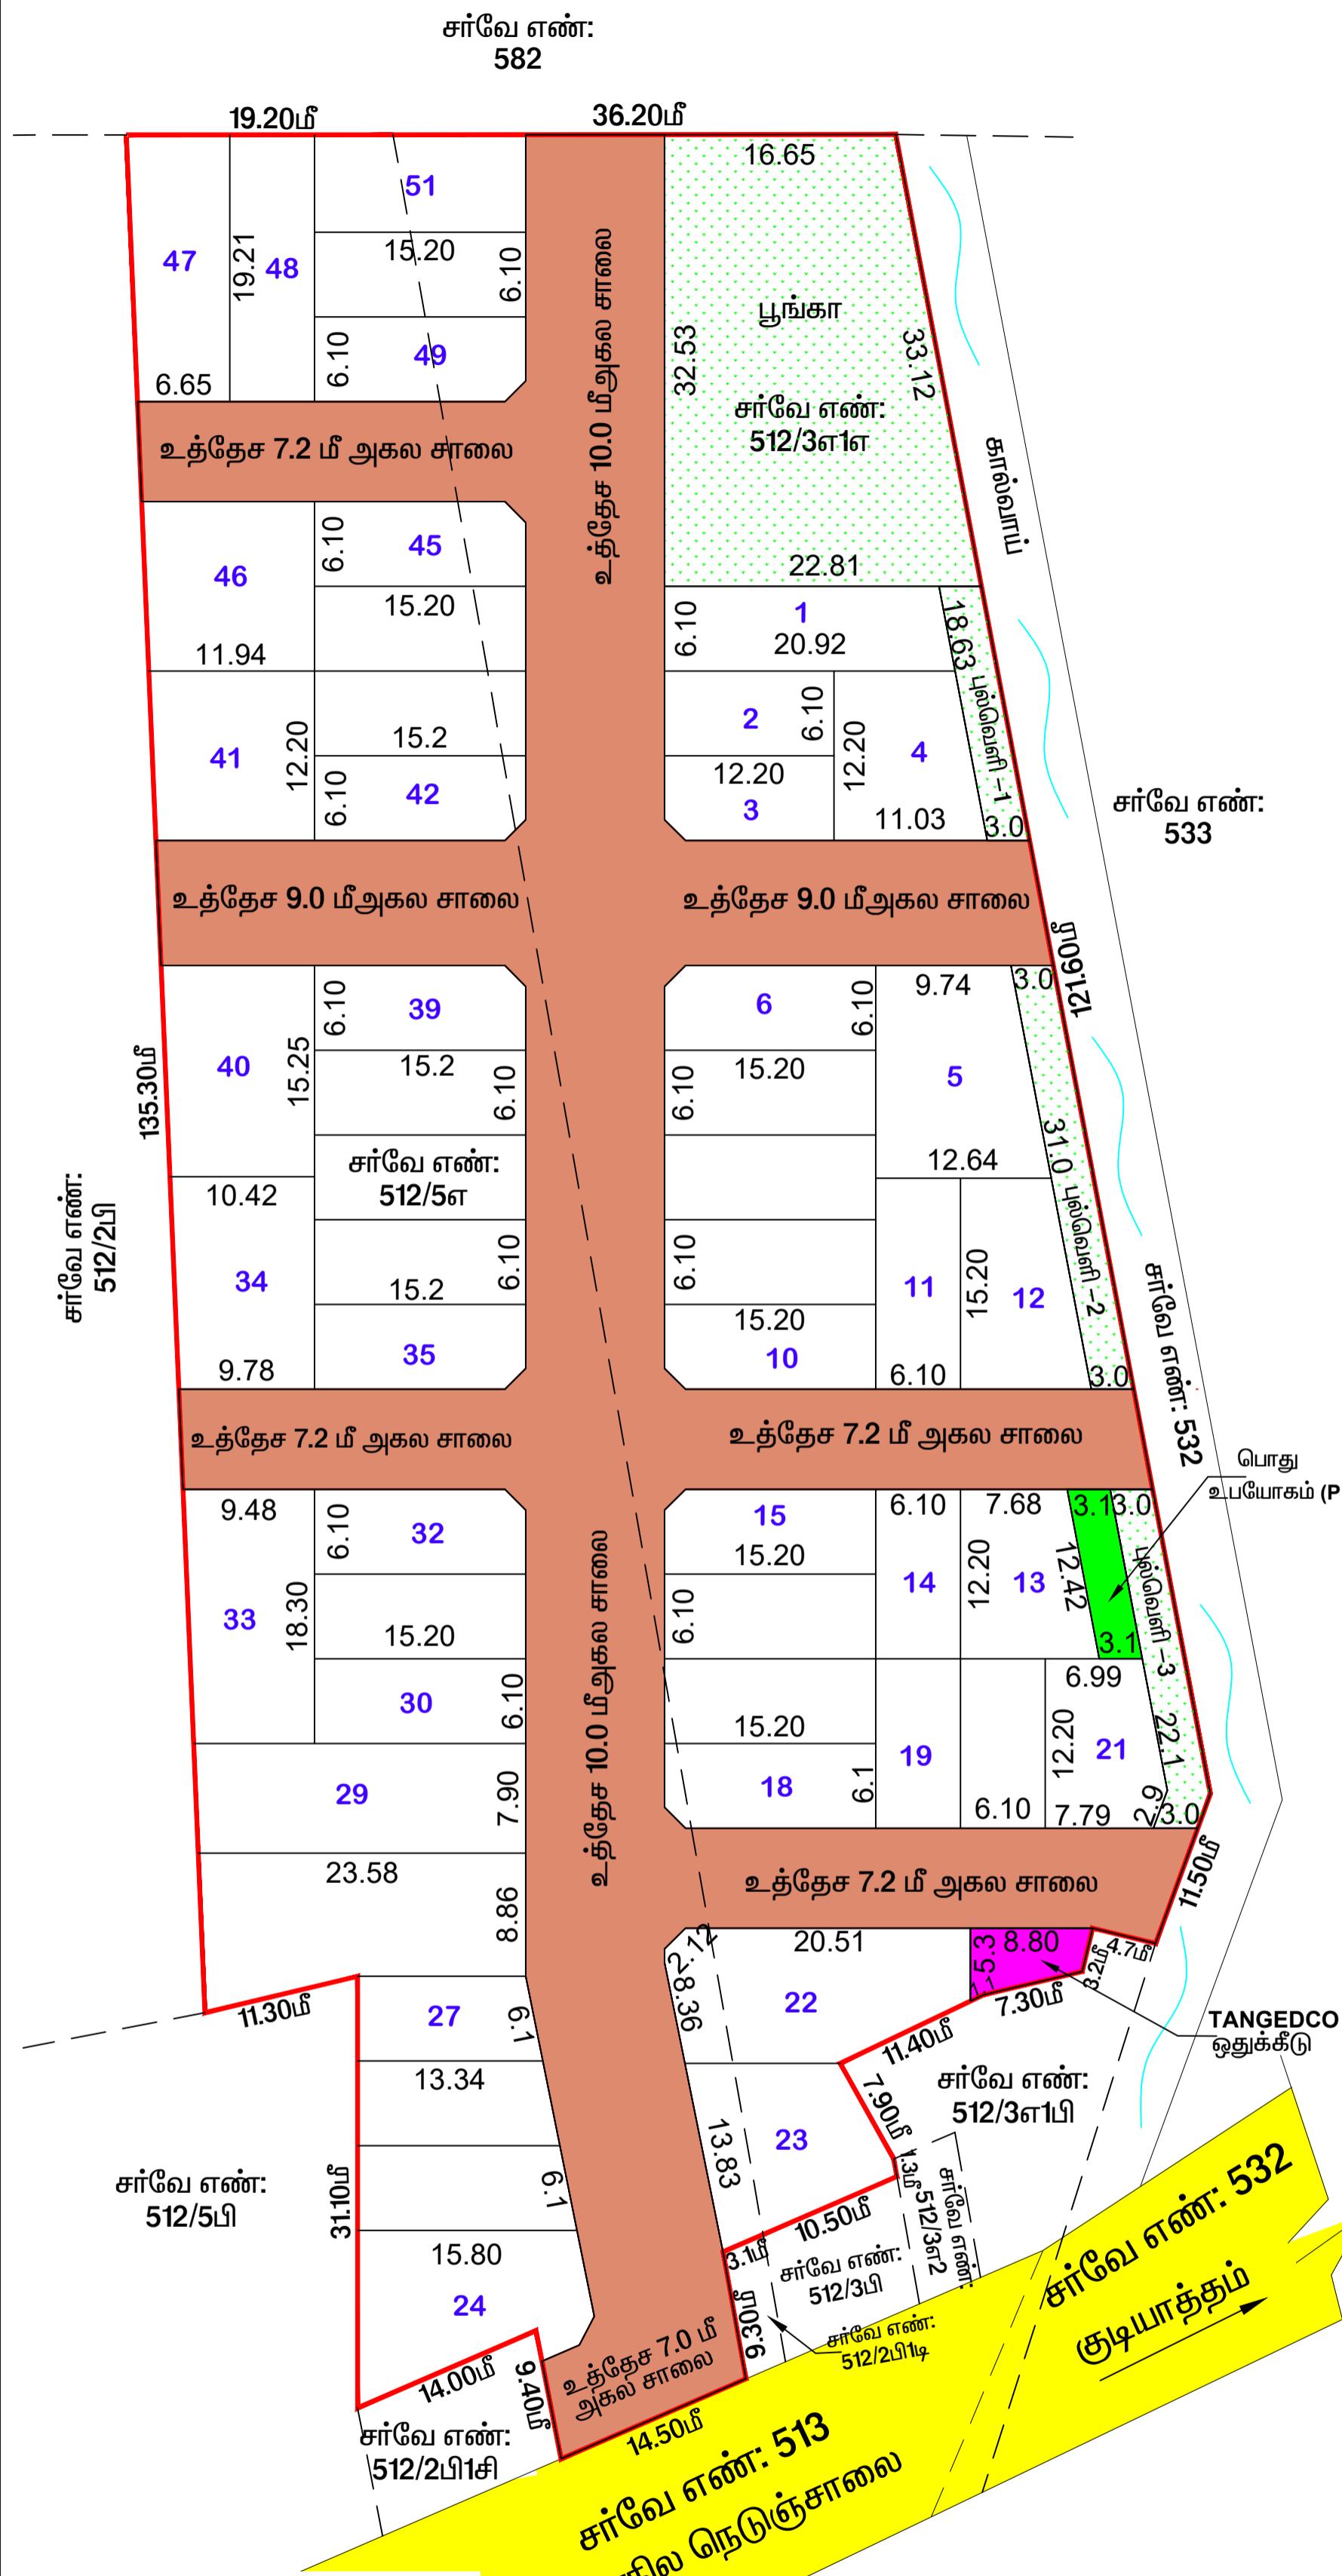 சர்வே எண்:
582
19.20மீ
36.20மீ
16.65
51
47
19.21
48
15.20
6.10
உத்தேச 10.0 மீஅகல சாலை
பூங்கா
32.53
33.12
6.10
49
6.65
சர்வே எண்:
512/3எ1எ
உத்தேச 7.2 மீ அகல சாலை
கால்வாய்
6.10
45
46
22.81
15.20
6.10
1
20.92
18.63
11.94
புல்வெளி -1
2
6.10
41
12.20
15.2
12.20
4
12.20
6.10
42
3
11.03
3.0
சர்வே எண்:
533
உத்தேச 9.0 மீஅகல சாலை
உத்தேச 9.0 மீஅகல சாலை
121.60மீ
6.10
39
6
6.10
9.74
3.0
40
15.25
15.2
6.10
6.10
15.20
5
135.30மீ
31.0
சர்வே எண்:
512/5எ
12.64
10.42
சர்வே எண்:
512/2பி
புல்வெளி -2
34
15.2
6.10
6.10
11
15.20
12
15.20
9.78
35
10
6.10
3.0
சர்வே எண்: 532
உத்தேச 7.2 மீ அகல சாலை
உத்தேச 7.2 மீ அகல சாலை
பொது
உபயோகம் (P
9.48
6.10
32
15
15.20
6.10
7.68
3.1
3.0
14
12.20
13
12.42
புல்வெளி -3
33
18.30
15.20
6.10
3.1
உத்தேச 10.0 மீஅகல சாலை
30
6.10
15.20
6.99
19
12.20
21
22.1
29
7.90
18
6.1
6.10
7.79
2.9
3.0
23.58
8.86
உத்தேச 7.2 மீ அகல சாலை
11.50மீ
2.12
20.51
5.3
8.80
3.2மீ
4.7மீ
8.36
22
7.30மீ
11.30மீ
27
6.1
TANGEDCO
ஒதுக்கீடு
11.40மீ
13.34
7.90மீ
சர்வே எண்:
512/3எ1பி
23
13.83
1.3மீ
சர்வே எண்:
512/3எ2
சர்வே எண்:
512/5பி
31.10மீ
6.1
10.50மீ
15.80
3.1மீ
சர்வே எண்:
512/3பி
24
9.30மீ
சர்வே எண்:
512/2பி1டி
சர்வே எண்: 532
குடியாத்தம்
உத்தேச 7.0 மீ
அகல சாலை
14.00மீ
9.40மீ
14.50மீ
சர்வே எண்:
512/2பி1சி
சர்வே எண்: 513
நெடுஞ்சாலை